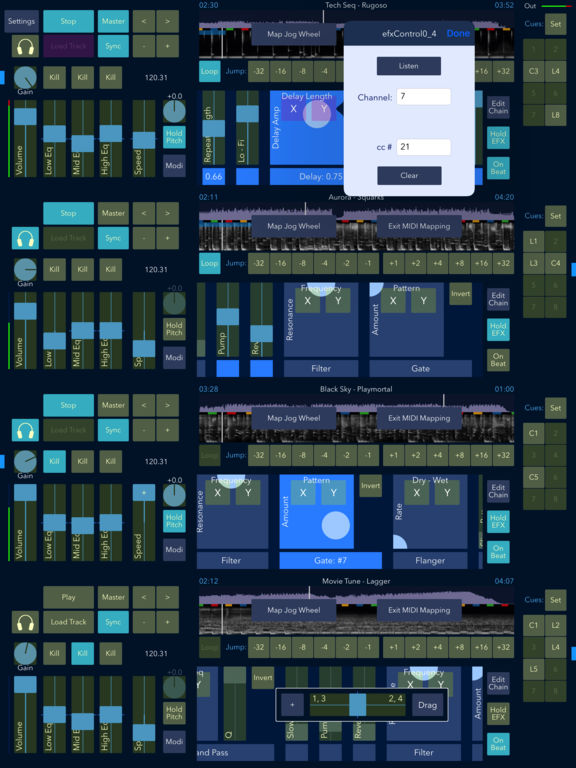 02:30 Tech Seq - Rugoso 03:52 Out
Settings Stop Master < >
Load Track Sync - +
Map Jog Wheel
efxControl0_4 Done
Listen
Channel: 7
cc # 21
Clear
Cues: Set
1 2
C3 L4
5 6
7 L8
Gain Kill Kill Kill 120.31
Loop Jump: -32 -16 -8 -4
+16 +32
+0.0
Volume Low Eq Mid Eq High Eq Speed
Hold Pitch
Modi
Repeat Length Lo - Fi Delay Amp Delay Length X Y
0.66 Delay: 0.75
Edit Chain
Hold EFX
On Beat
02:11 Aurora - Squarks 04:20
Stop Master < >
Load Track Sync - +
Map Jog Wheel Exit MIDI Mapping
Cues: Set
L1 2
L3 C4
5 6
7 8
Gain Kill Kill Kill 120.31
Loop Jump: -32 -16 -8 -4 -2 -1 +1 +2 +4 +8 +16 +32
Volume Low Mid Eq High Eq Sp
Hold Pitch
Modi
Pump Rev Resonance Frequency X Y Amount Pattern X Y Invert
Filter Gate
Edit Chain
Hold EFX
On Beat
03:28 Black Sky - Playmortal 01:00
Stop Master < >
Load Track Sync - +
Map Jog Wheel Exit MIDI Mapping
Cues: Set
C1 2
3 4
C5 6
7 8
Gain Kill Kill Kill 120.31
Loop Jump: -32 -16 -8 -4 -2 -1 +1 +2 +4 +8 +16 +32
+0.0
Volume Low Eq Mid Eq High Eq Speed +
Hold Pitch
Modi
Resonance Frequency X Y Amount Pattern X Y Invert Rate Dry - Wet X Y
Filter Gate: #7 Flanger
Edit Chain
Hold EFX
On Beat
02:12 Movie Tune - Lagger 04:07
Play Master < >
Load Track Sync - +
Map Jog Wheel Exit MIDI Mapping
Cues: Set
C1 L2
3 L4
L5 6
7 8
Gain Kill Kill Kill 120.31
Loop Jump: -32 -16 -8 -4 -2 -1 +1 +2 +4 +8 +16 +32
+0.0
Volume Low Eq Mid Eq High Eq Sp
Hold Pitch
Modi
Q Invert Slow Pum Rev Frequency X Y Amount
+ 1, 3 2, 4 Drag
nd Pass Filter
Edit Chain
Hold EFX
On Beat